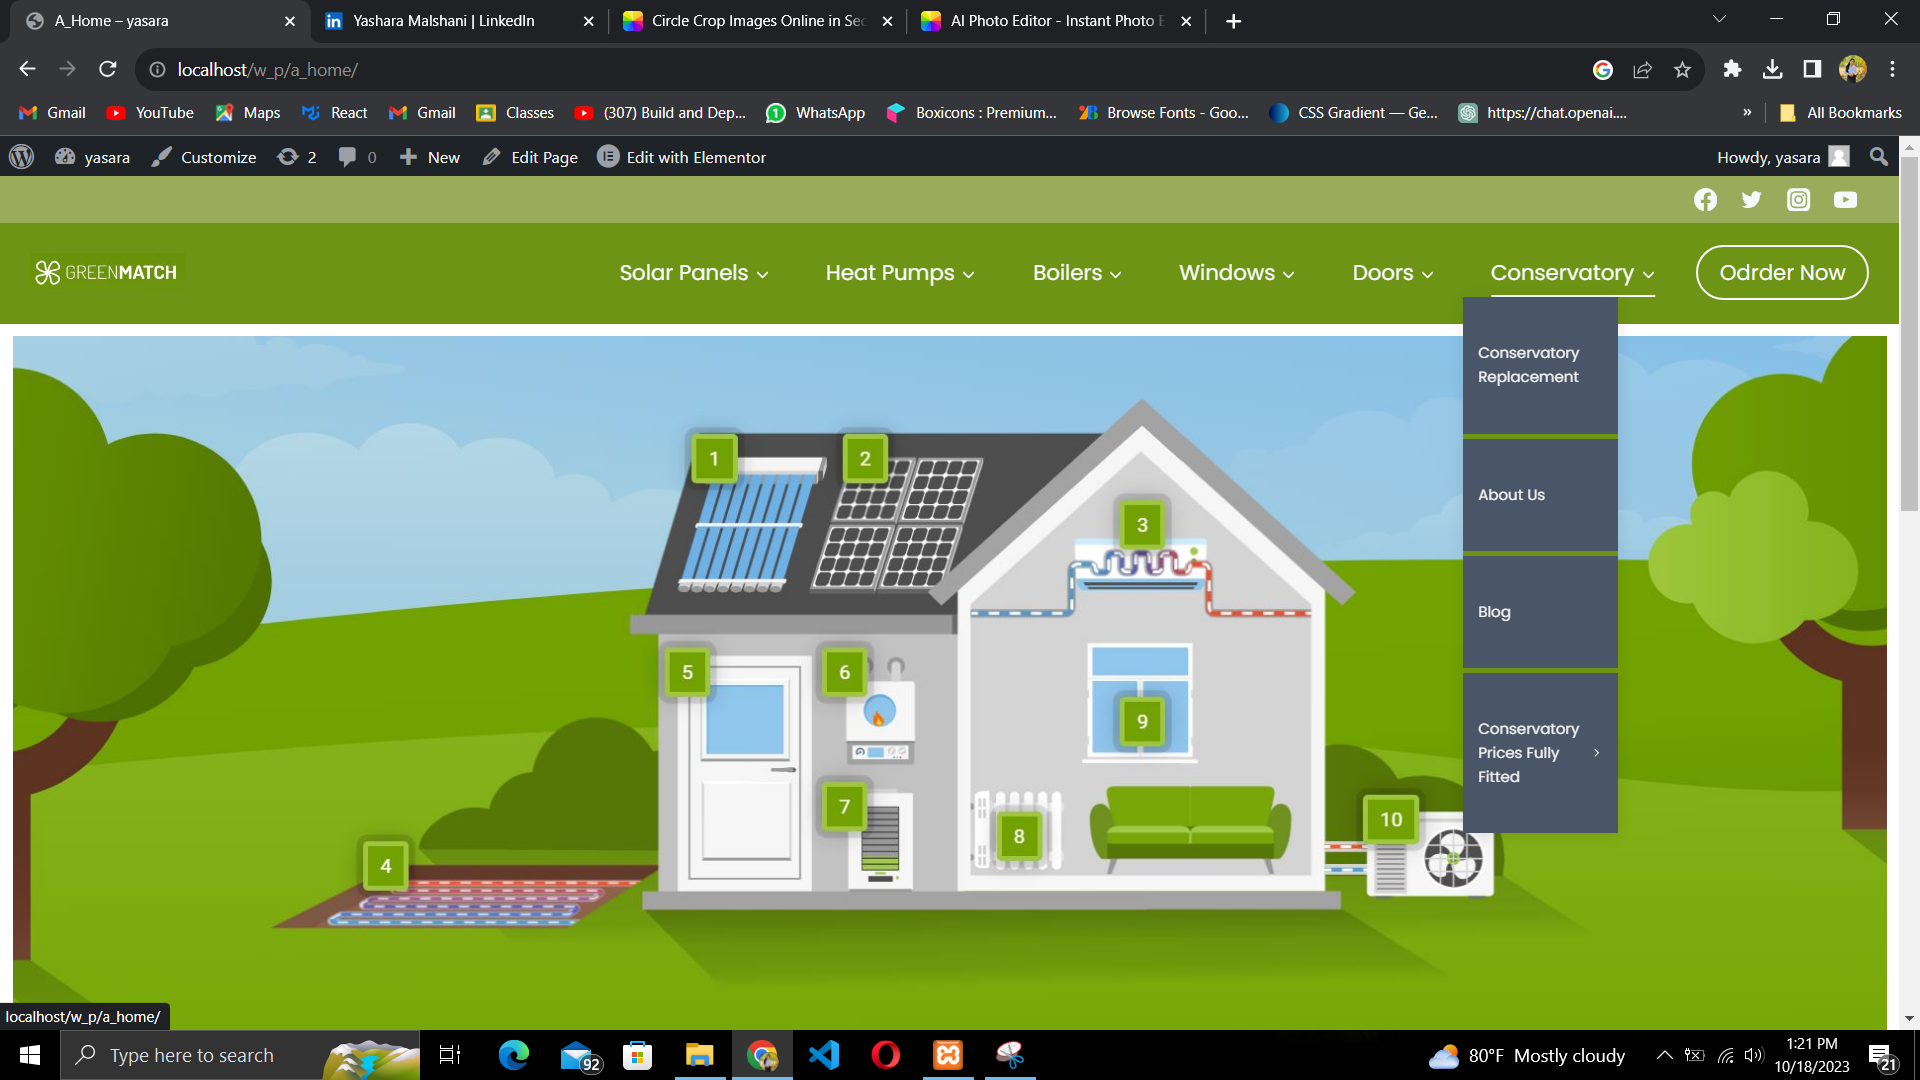 A_Home – yasara
Yashara Malshani | LinkedIn
Circle Crop Images Online in Sec
AI Photo Editor - Instant Photo E
localhost/w_p/a_home/
Gmail
YouTube
Maps
React
Gmail
Classes
(307) Build and Dep...
WhatsApp
Boxicons : Premium...
Browse Fonts - Goo...
CSS Gradient — Ge...
https://chat.openai....
»
All Bookmarks
yasara
Customize
2
0
New
Edit Page
Edit with Elementor
Howdy, yasara
GREENMATCH
Solar Panels
Heat Pumps
Boilers
Windows
Doors
Conservatory
Odrder Now
Conservatory
Replacement
About Us
Blog
Conservatory
Prices Fully
Fitted
1
2
3
5
6
9
7
8
10
4
localhost/w_p/a_home/
Type here to search
92
80°F Mostly cloudy
1:21 PM
10/18/2023
21